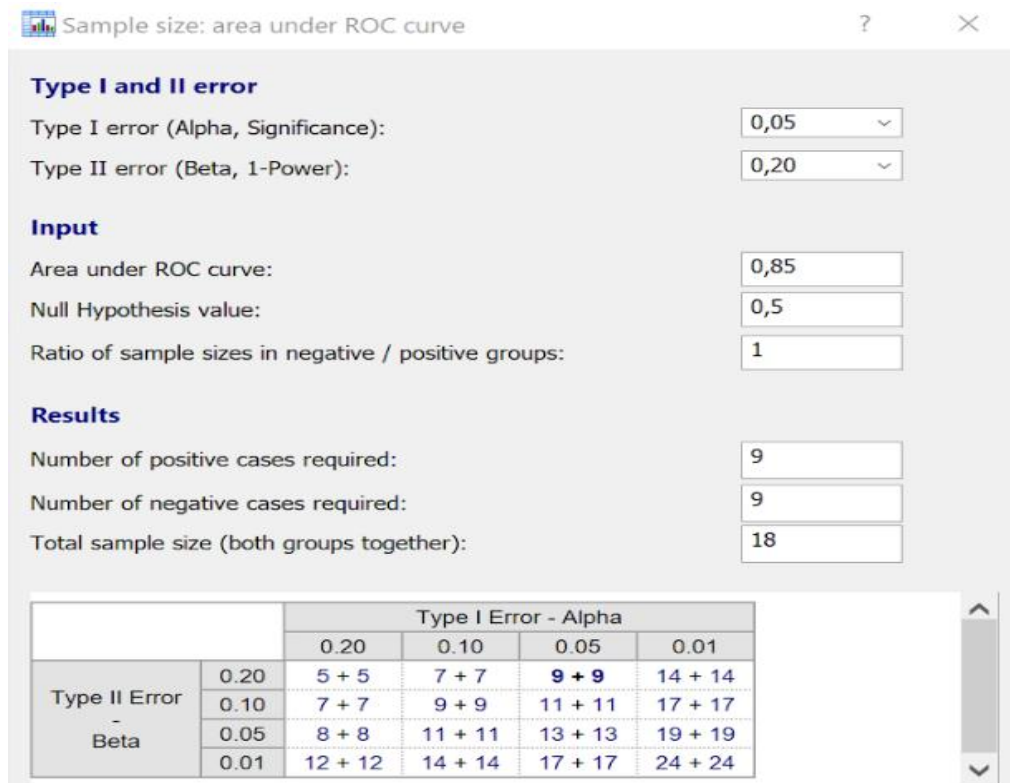 Sample size: area under ROC curve ? ×
Type I and II error
Type I error (Alpha, Significance): 0,05
Type II error (Beta, 1-Power): 0,20
Input
Area under ROC curve: 0,85
Null Hypothesis value: 0,5
Ratio of sample sizes in negative / positive groups: 1
Results
Number of positive cases required: 9
Number of negative cases required: 9
Total sample size (both groups together): 18
Type I Error - Alpha
0.20 0.10 0.05 0.01
Type II Error - Beta
0.20 5 + 5 7 + 7 9 + 9 14 + 14
0.10 7 + 7 9 + 9 11 + 11 17 + 17
0.05 8 + 8 11 + 11 13 + 13 19 + 19
0.01 12 + 12 14 + 14 17 + 17 24 + 24